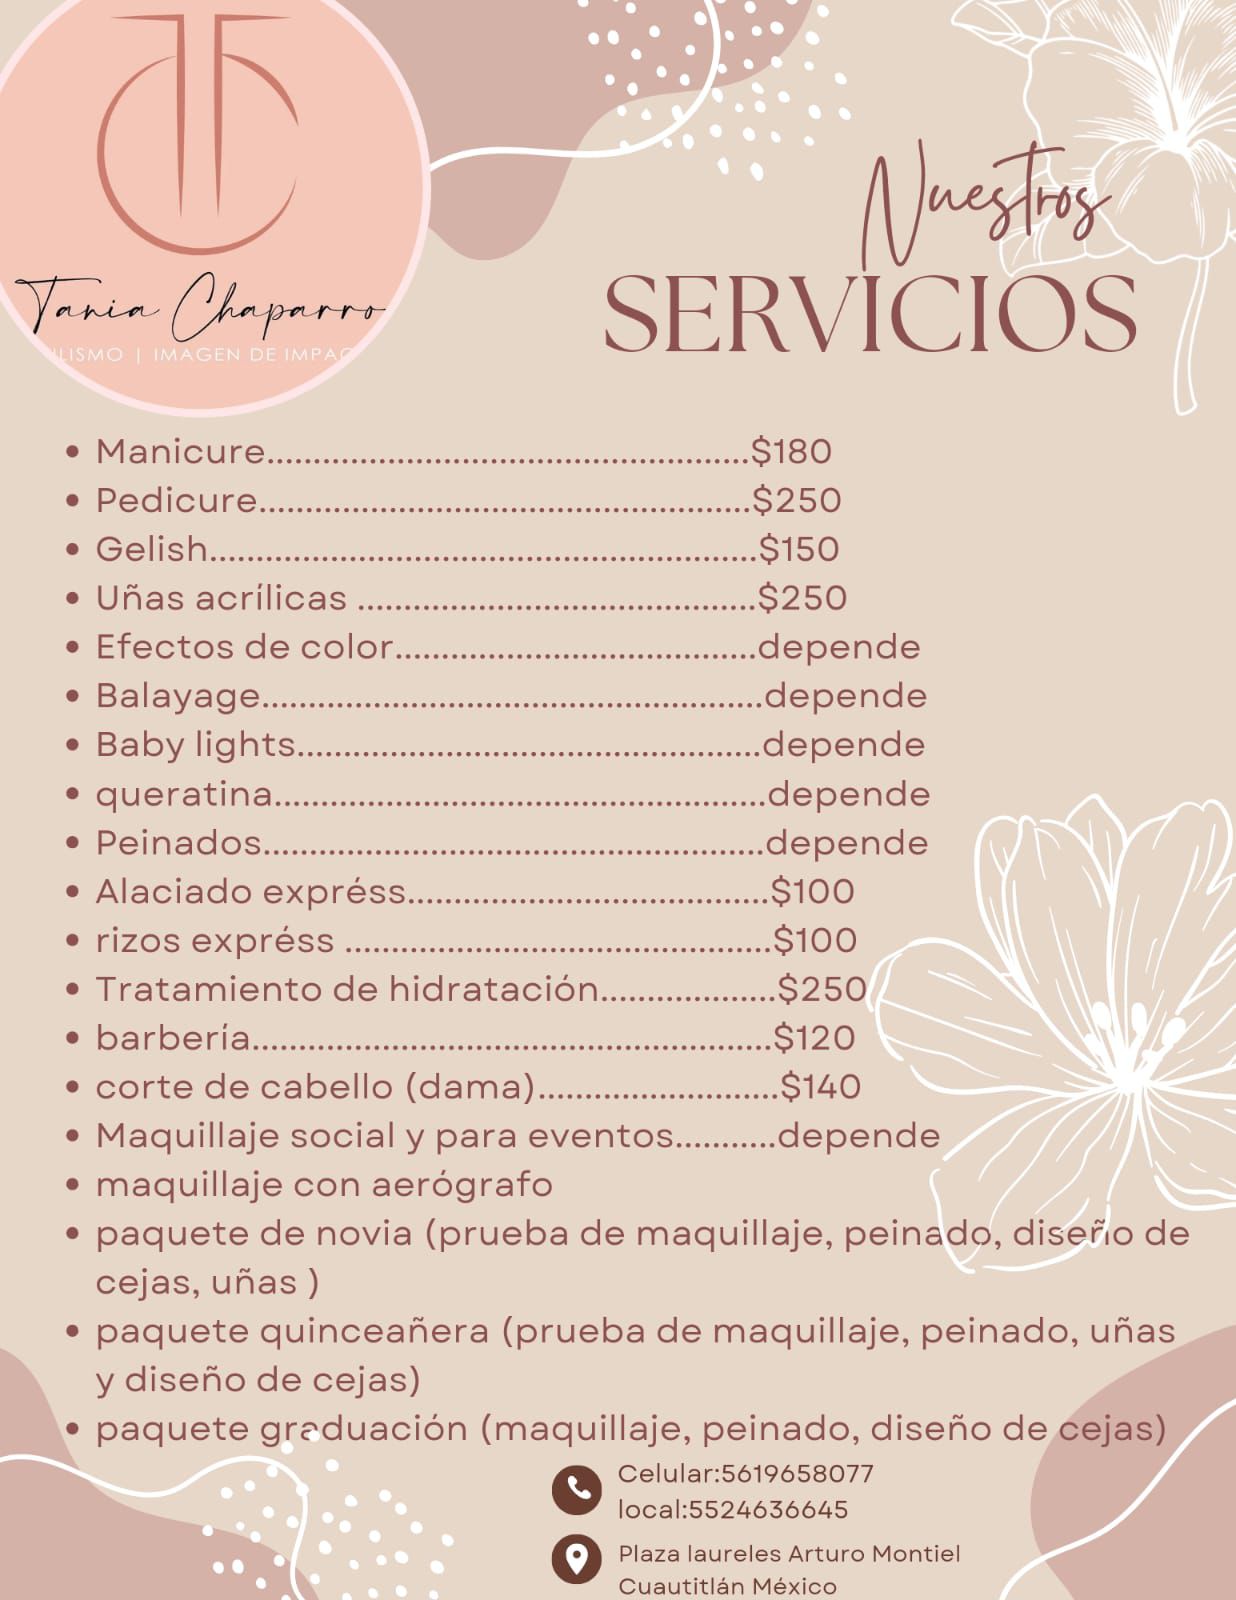 Tania Chaparro
IMAGEN DE
Nuestros
SERVICIOS
• Manicure....................................................$180
• Pedicure.....................................................$250
• Gelish...........................................................$150
• Uñas acrílicas ...........................................$250
• Efectos de color.......................................depende
• Balayage......................................................depende
• Baby lights..................................................depende
• queratina.....................................................depende
• Peinados......................................................depende
• Alaciado expréss.......................................$100
• rizos expréss ..............................................$100
• Tratamiento de hidratación...................$250
• barbería........................................................$120
• corte de cabello (dama)..........................$140
• Maquillaje social y para eventos...........depende
• maquillaje con aerógrafo
• paquete de novia (prueba de maquillaje, peinado, diseño de
cejas, uñas )
• paquete quinceañera (prueba de maquillaje, peinado, uñas
y diseño de cejas)
• paquete graduación (maquillaje, peinado, diseño de cejas)
Celular:5619658077
local:5524636645
Plaza laureles Arturo Montiel
Cuautitlán México